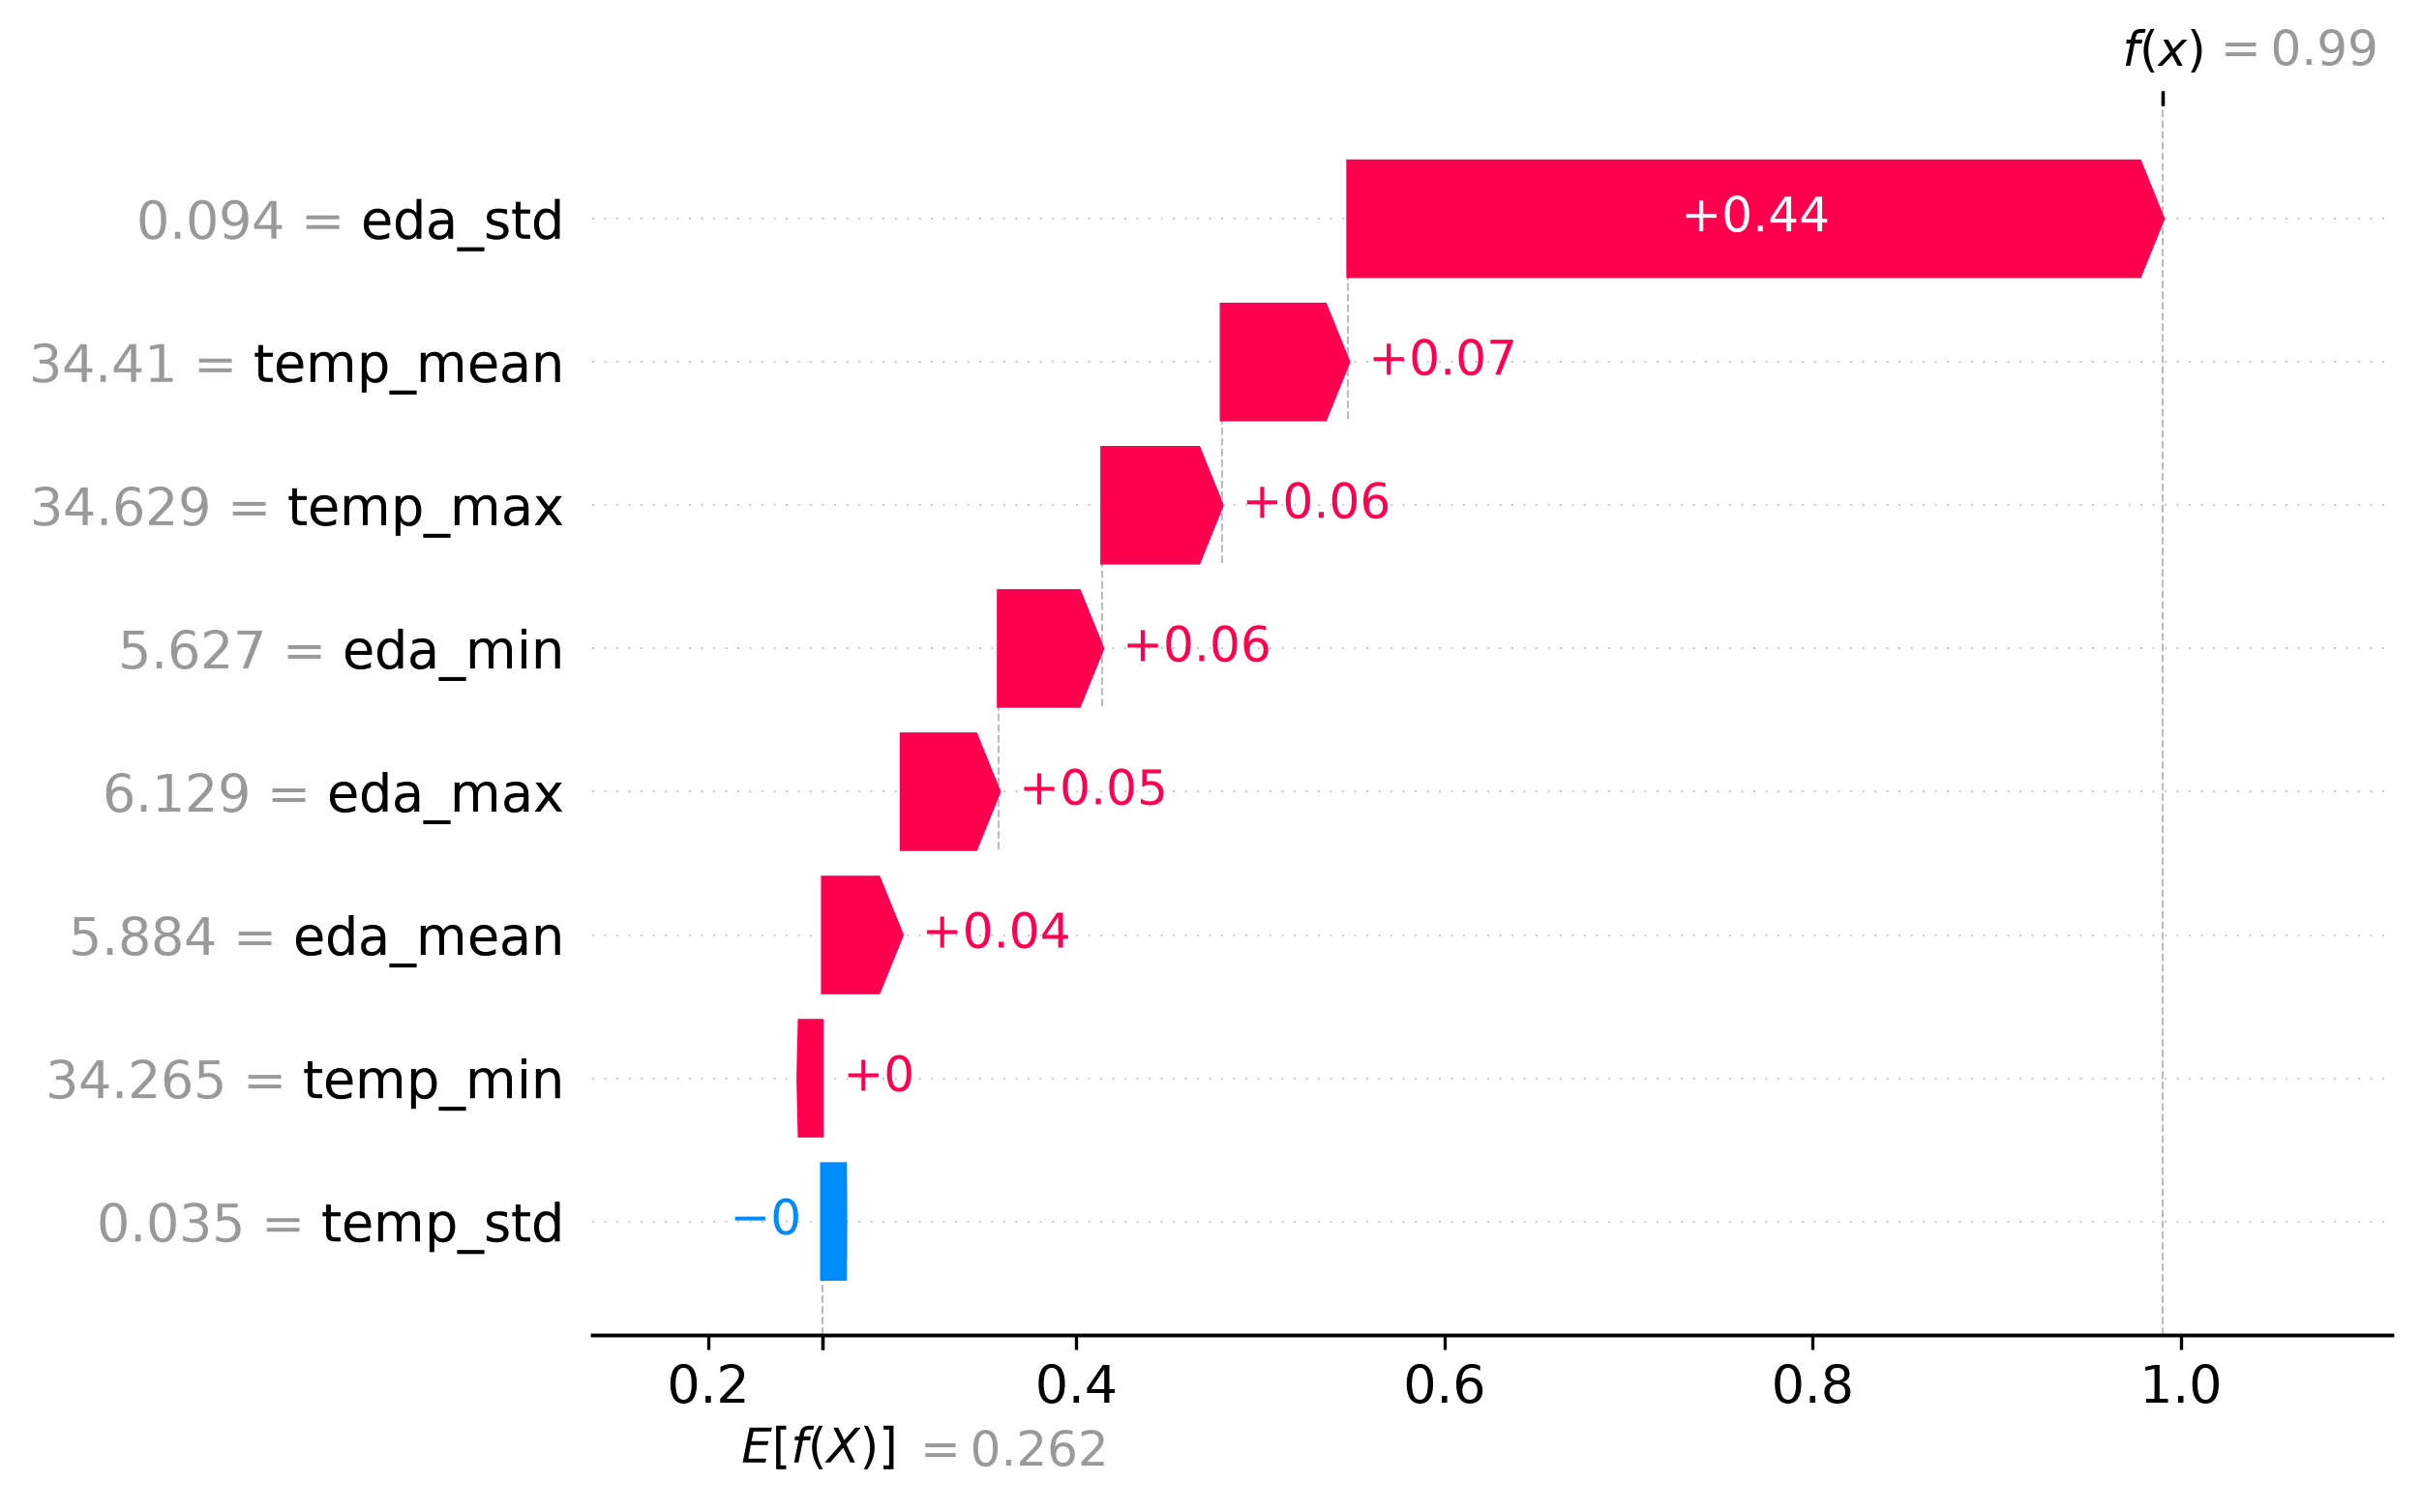 f(x) = 0.99
0.094 = eda_std
+0.44
34.41 = temp_mean
+0.07
34.629 = temp_max
+0.06
5.627 = eda_min
+0.06
6.129 = eda_max
+0.05
5.884 = eda_mean
+0.04
34.265 = temp_min
+0
0.035 = temp_std
−0
0.2 0.4 0.6 0.8 1.0
E[f(X)] = 0.262